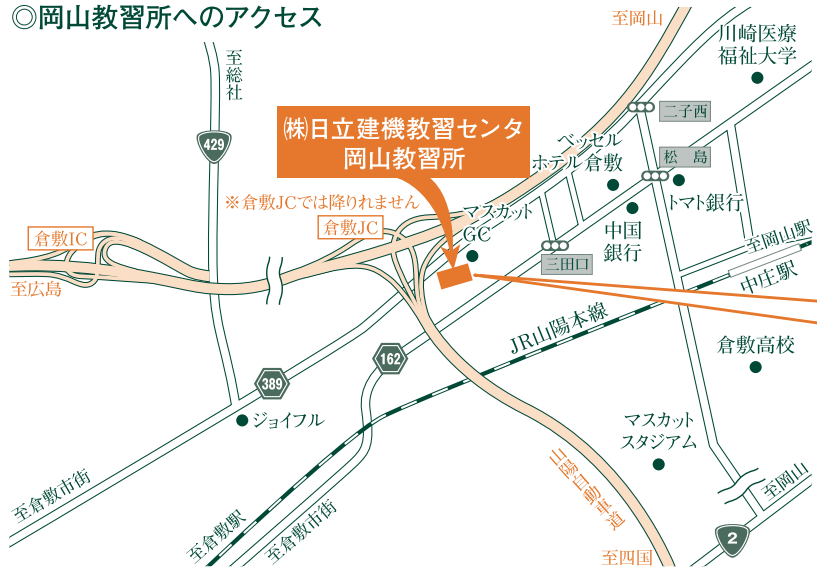 ◎岡山教習所へのアクセス
至岡山
川崎医療
福祉大学
至総社
429
㈱日立建機教習センタ
岡山教習所
二子西
ベッセル
ホテル倉敷
松 島
トマト銀行
※倉敷JCでは降りれません
マスカット
GC
倉敷JC
倉敷IC
中国
銀行
至岡山駅
三田口
中庄駅
至広島
JR山陽本線
倉敷高校
162
389
ジョイフル
マスカット
スタジアム
山陽自動車道
至岡山
至倉敷市街
至倉敷駅
至倉敷市街
2
至四国